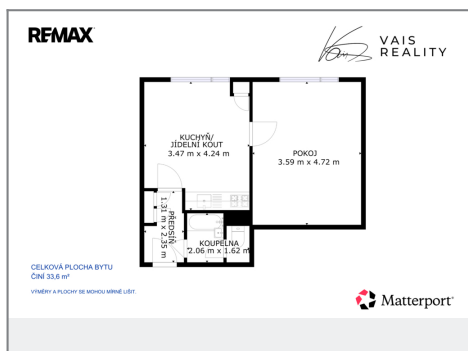 RE/MAX
VAIS
REALITY
KUCHYŇ/
JÍDELNÍ KOUT
3.47 m x 4.24 m
POKOJ
3.59 m x 4.72 m
PŘEDSÍŇ
1.31 m x 2.35 m
KOUPELNA
2.06 m x 1.62 m
CELKOVÁ PLOCHA BYTU
ČINÍ 33,6 m²
VÝMĚRY A PLOCHY SE MOHOU MÍRNĚ LIŠIT.
Matterport®